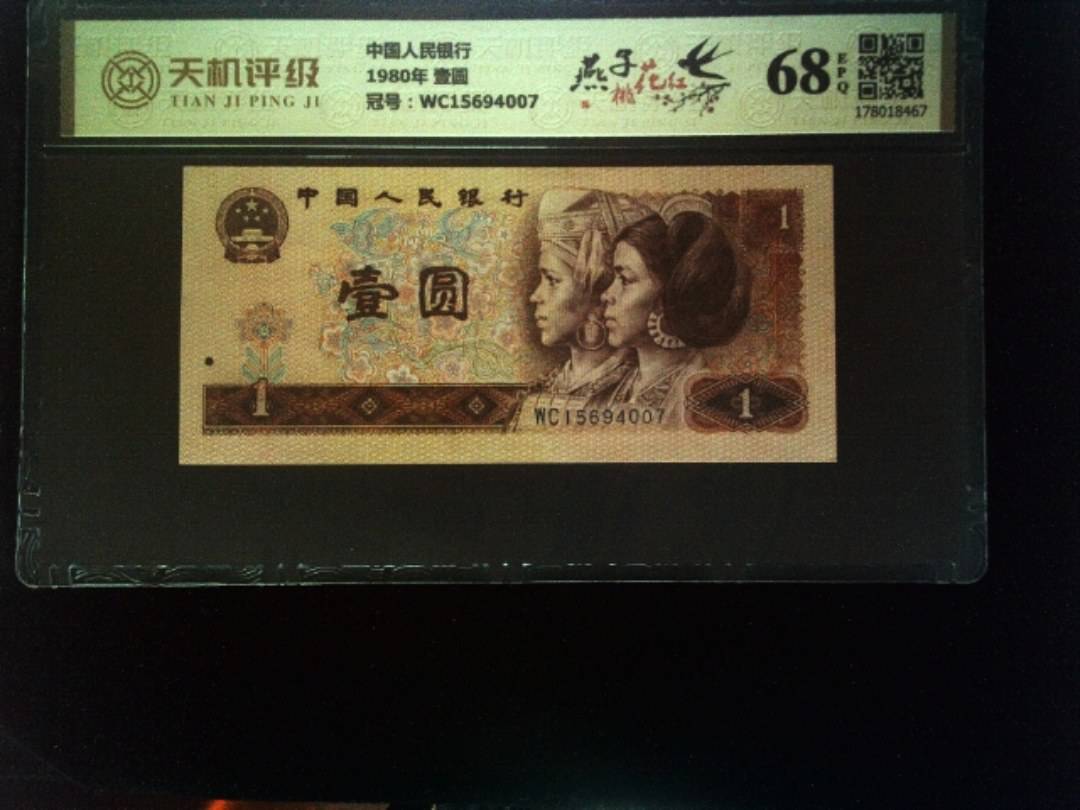 天机评级
TIAN JI PING JI
中国人民银行
1980年 壹圆
冠号：WC15694007
燕子桃花红
68
EPQ
178018467
中国人民银行
1
壹圆
1
WC15694007
1